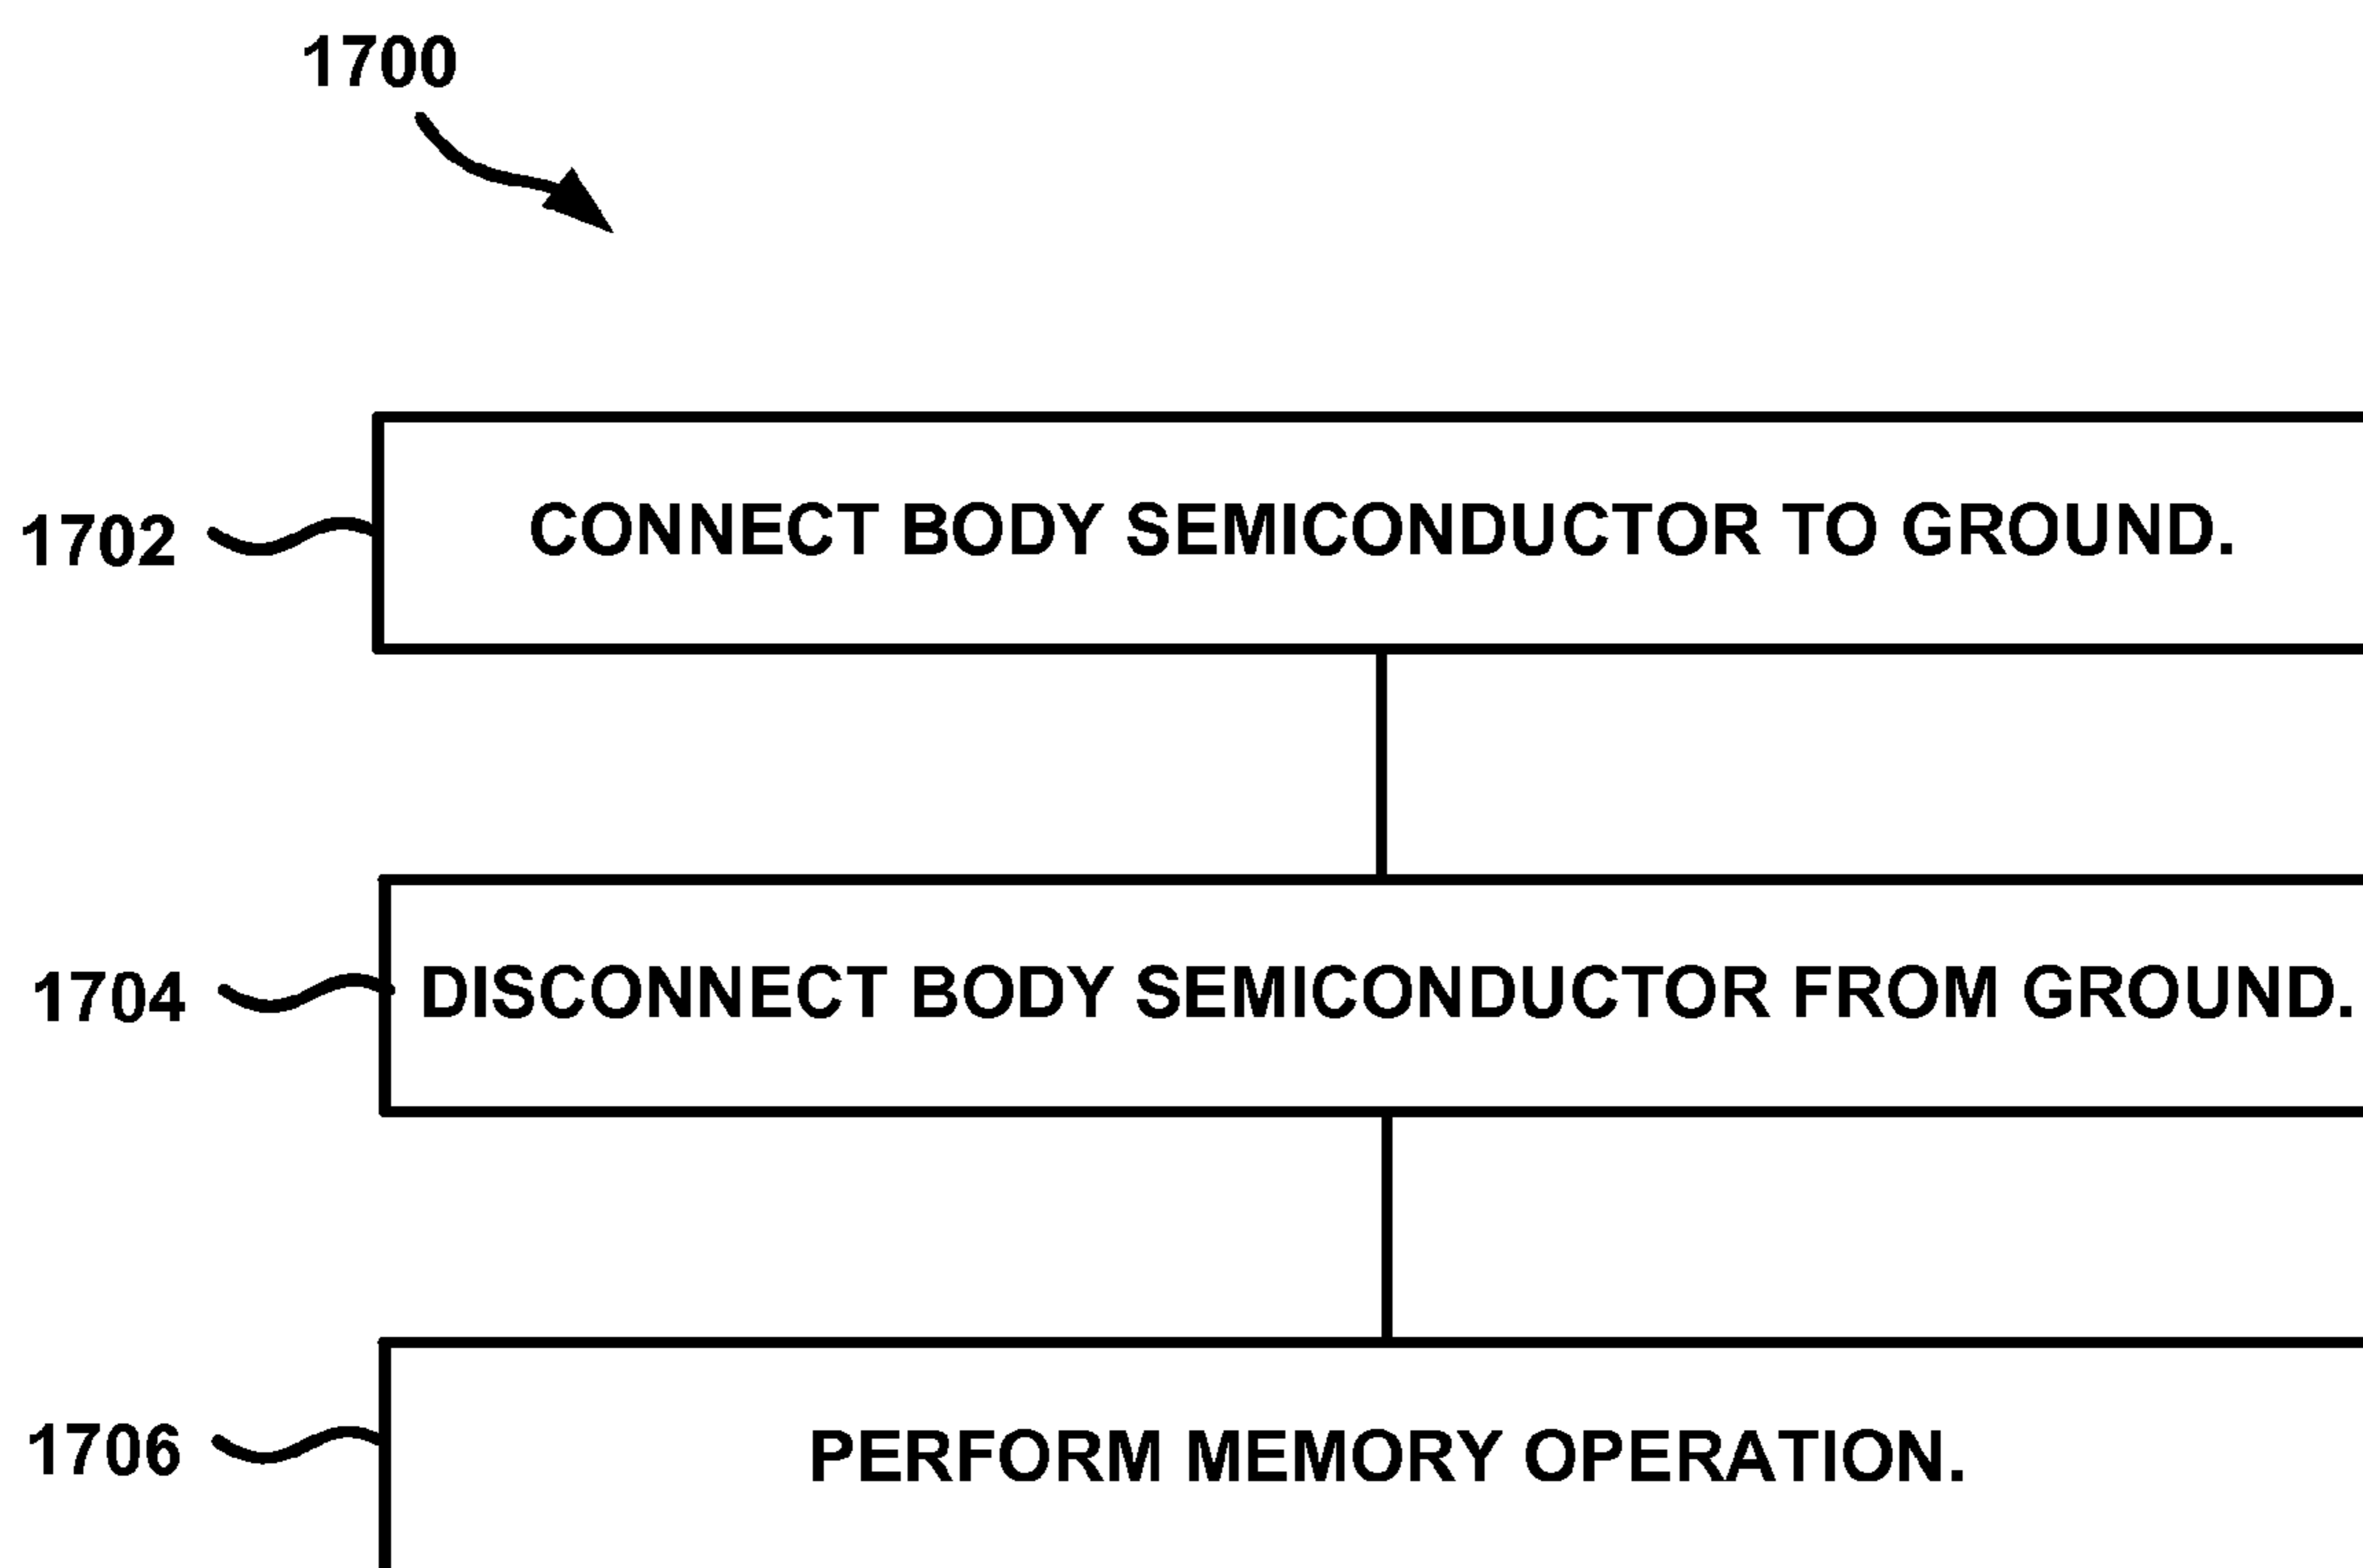 1700
1702
CONNECT BODY SEMICONDUCTOR TO GROUND.
1704
DISCONNECT BODY SEMICONDUCTOR FROM GROUND.
1706
PERFORM MEMORY OPERATION.